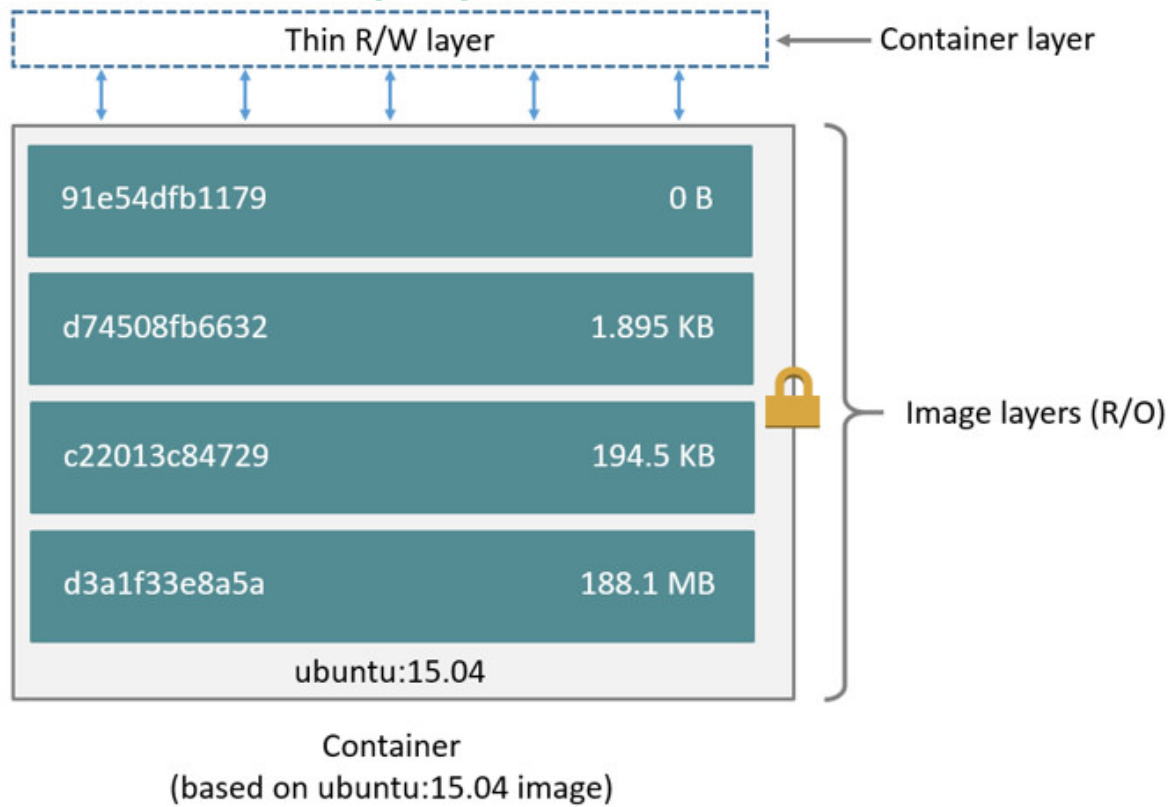 Thin R/W layer
Container layer
91e54dfb1179 0 B
d74508fb6632 1.895 KB
c22013c84729 194.5 KB
Image layers (R/O)
d3a1f33e8a5a 188.1 MB
ubuntu:15.04
Container
(based on ubuntu:15.04 image)